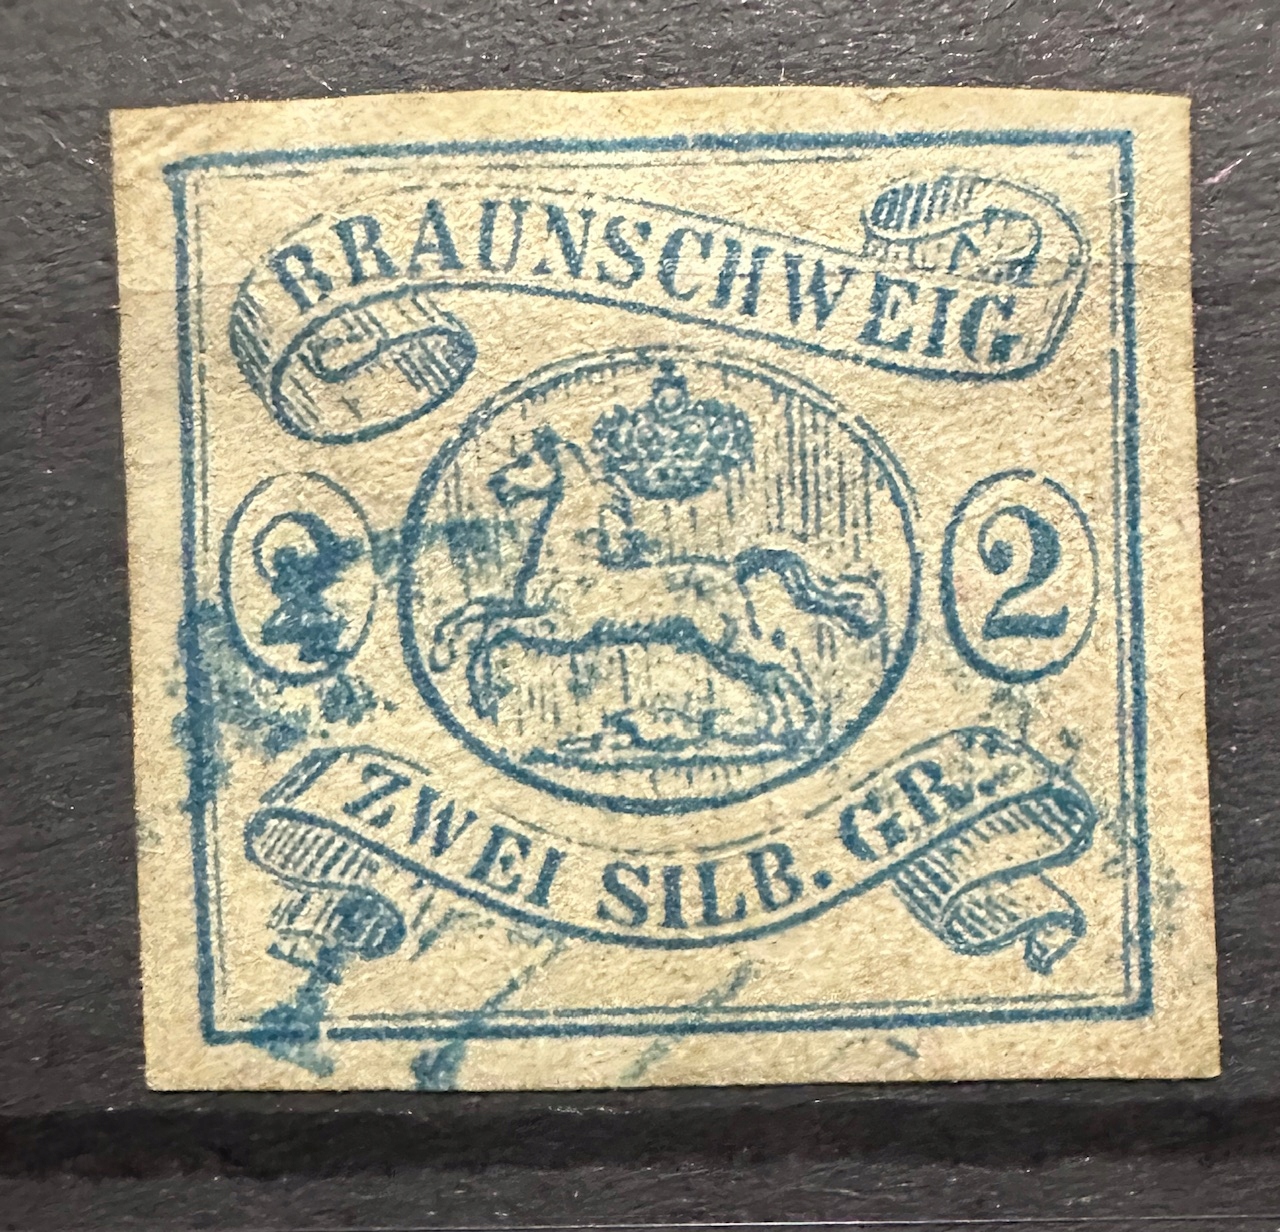 BRAUNSCHWEIG
2 2
ZWEI SILB. GR.